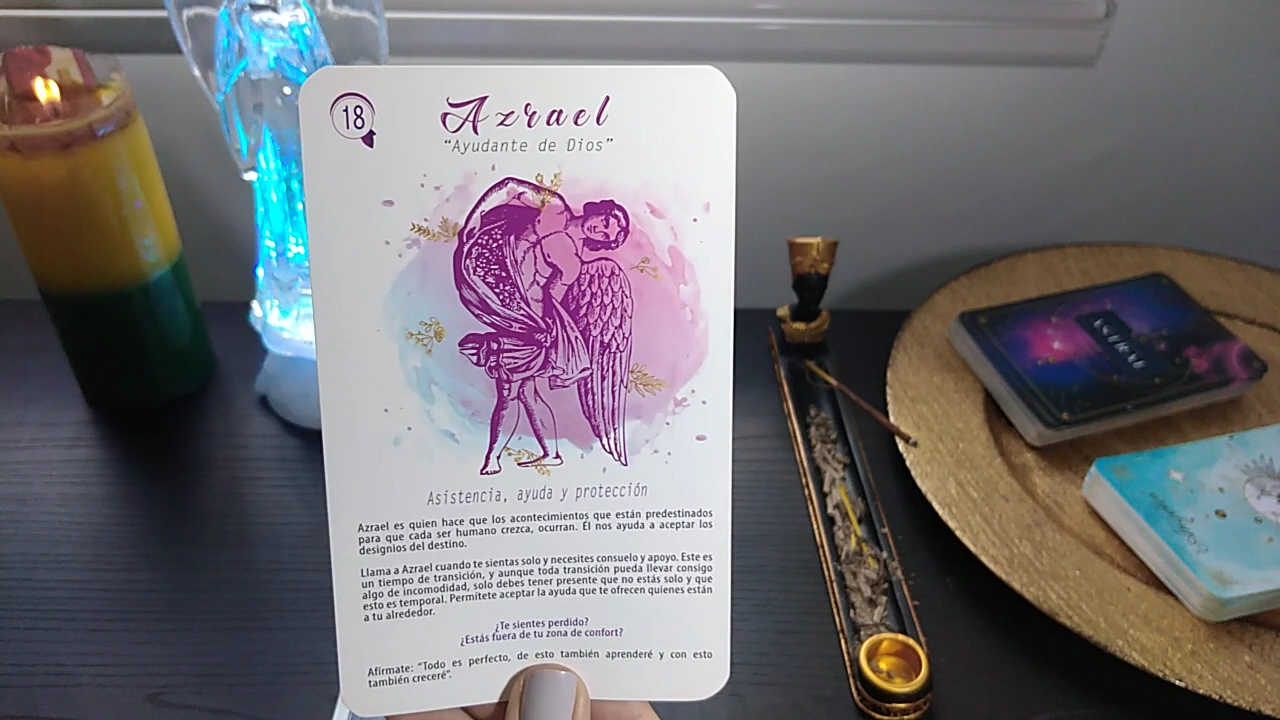 18
Azrael
“Ayudante de Dios”
Asistencia, ayuda y protección
Azrael es quien hace que los acontecimientos que están predestinados
para que cada ser humano crezca, ocurran. Él nos ayuda a aceptar los
designios del destino.
Llama a Azrael cuando te sientas solo y necesites consuelo y apoyo. Este es
un tiempo de transición, y aunque toda transición pueda llevar consigo
algo de incomodidad, solo debes tener presente que no estás solo y que
esto es temporal. Permítete aceptar la ayuda que te ofrecen quienes están
a tu alrededor.
¿Te sientes perdido?
¿Estás fuera de tu zona de confort?
Afírmate: “Todo es perfecto, de esto también aprenderé y con esto
también creceré”.